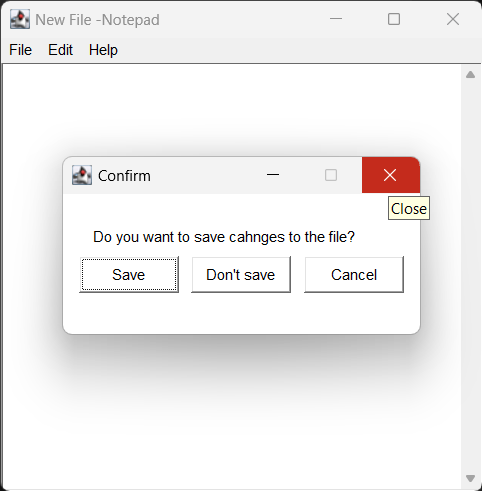 New File -Notepad
File Edit Help
Confirm
Close
Do you want to save cahnges to the file?
Save Don't save Cancel